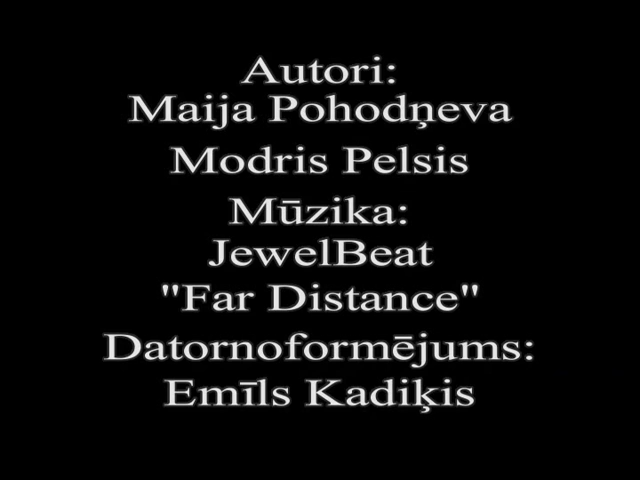 Autori:
Maija Pohodņeva
Modris Pelsis
Mūzika:
JewelBeat
"Far Distance"
Datornoformējums:
Emīls Kadiķis